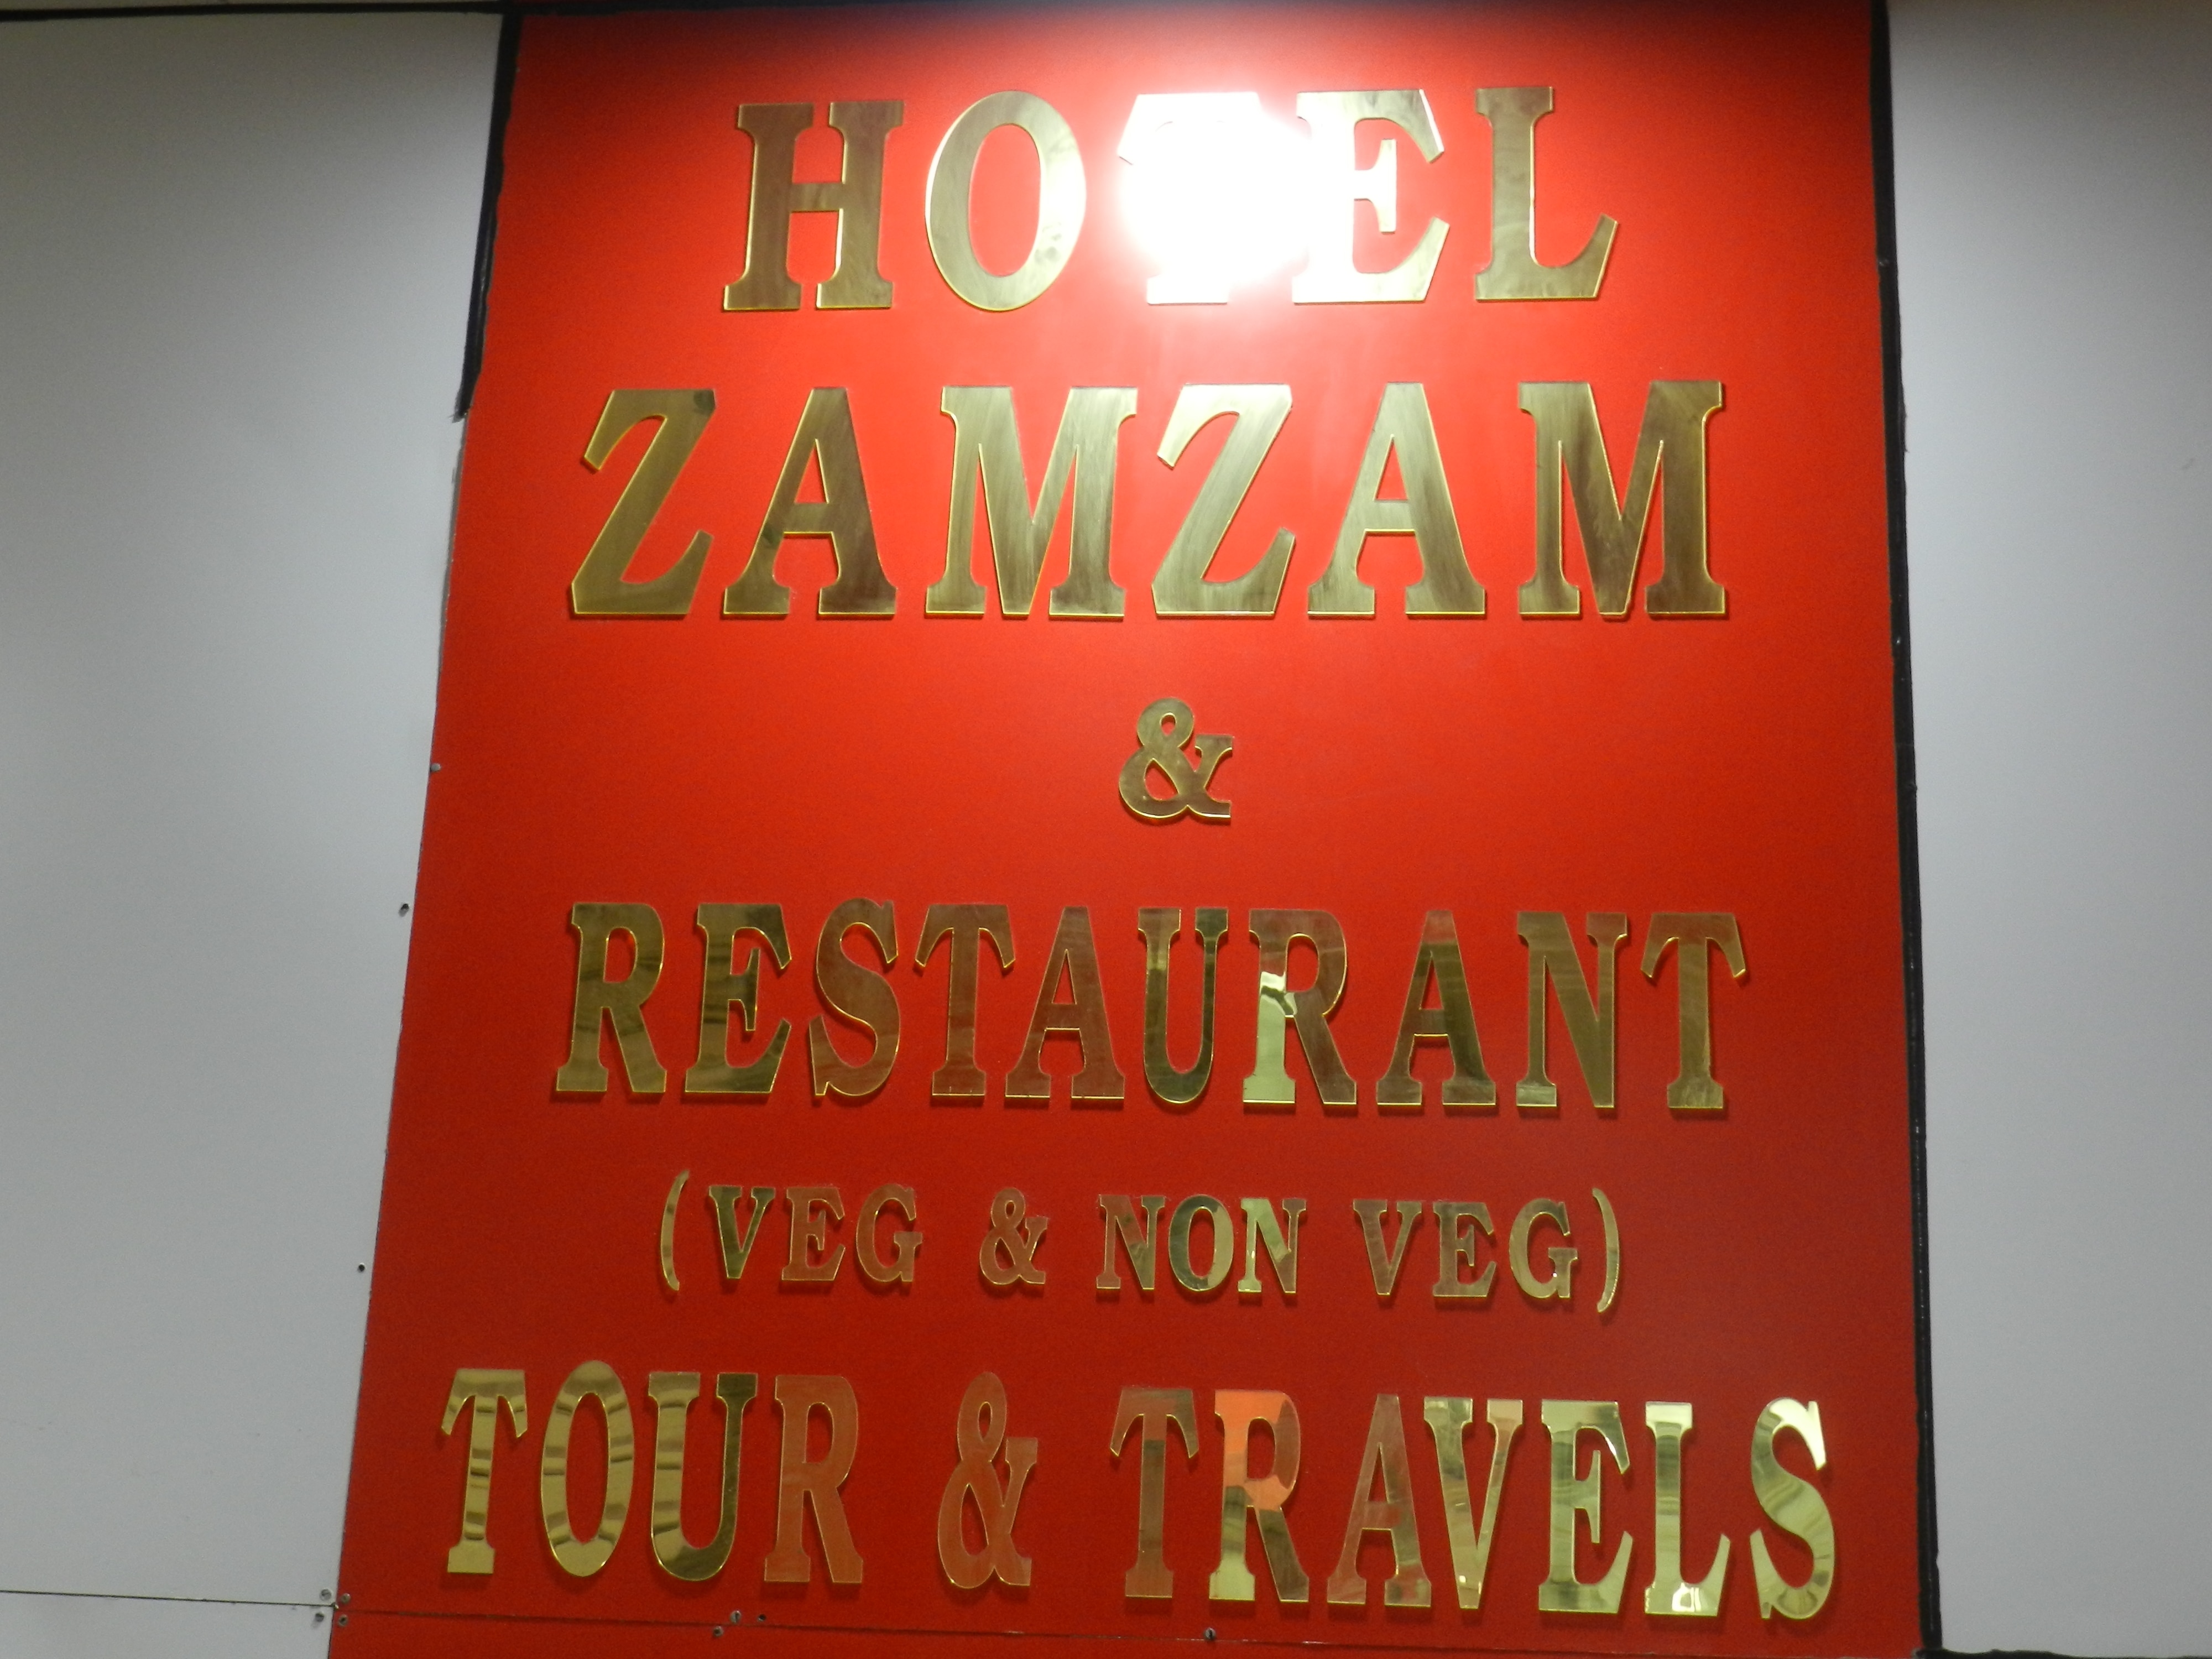 HOTEL
ZAMZAM
&
RESTAURANT
(VEG & NON VEG)
TOUR & TRAVELS